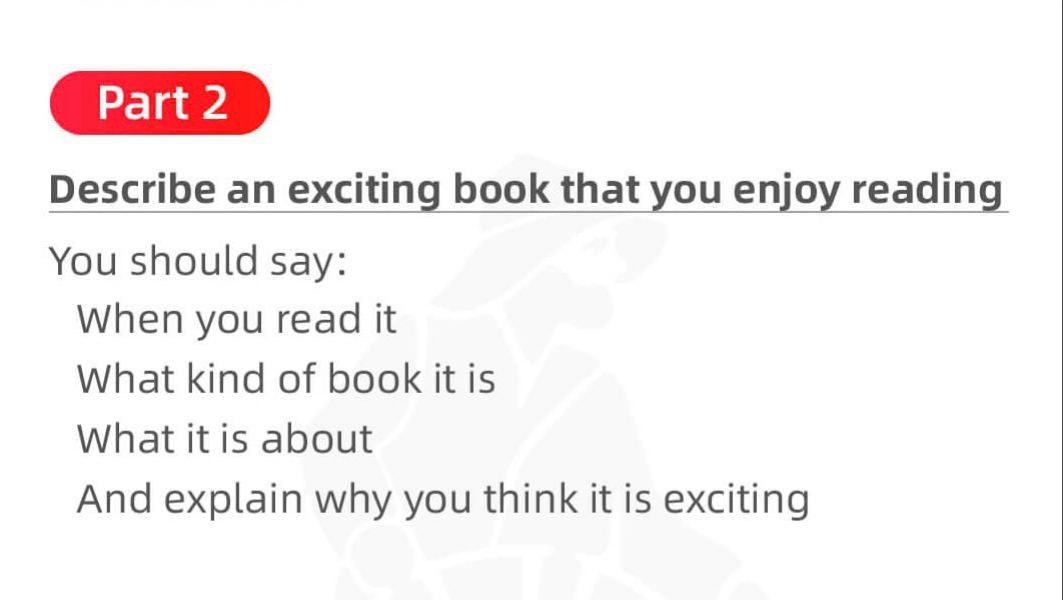 Part 2
Describe an exciting book that you enjoy reading
You should say:
When you read it
What kind of book it is
What it is about
And explain why you think it is exciting